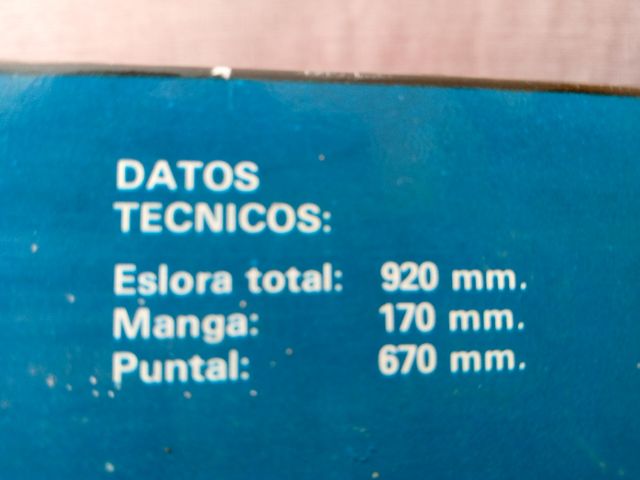 DATOS
TECNICOS:
Eslora total: 920 mm.
Manga: 170 mm.
Puntal: 670 mm.